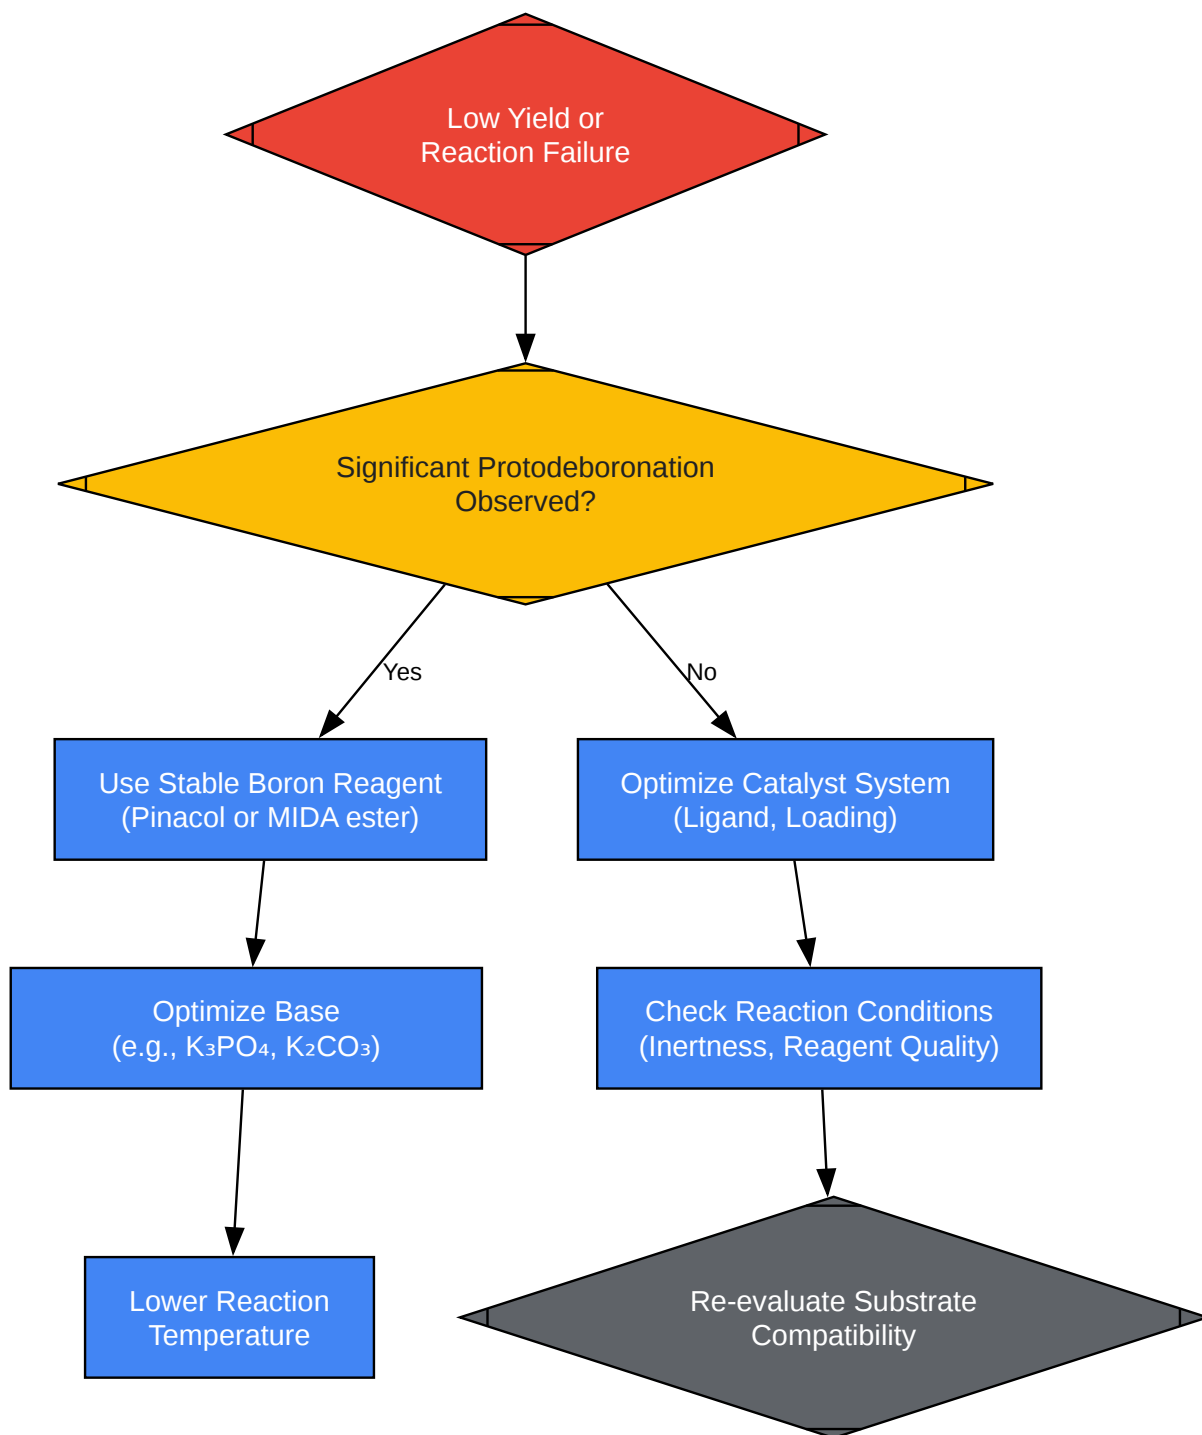 Low Yield or
Reaction Failure
Significant Protodeboronation
Observed?
Yes
No
Use Stable Boron Reagent
(Pinacol or MIDA ester)
Optimize Catalyst System
(Ligand, Loading)
Optimize Base
(e.g., K₃PO₄, K₂CO₃)
Check Reaction Conditions
(Inertness, Reagent Quality)
Lower Reaction
Temperature
Re-evaluate Substrate
Compatibility